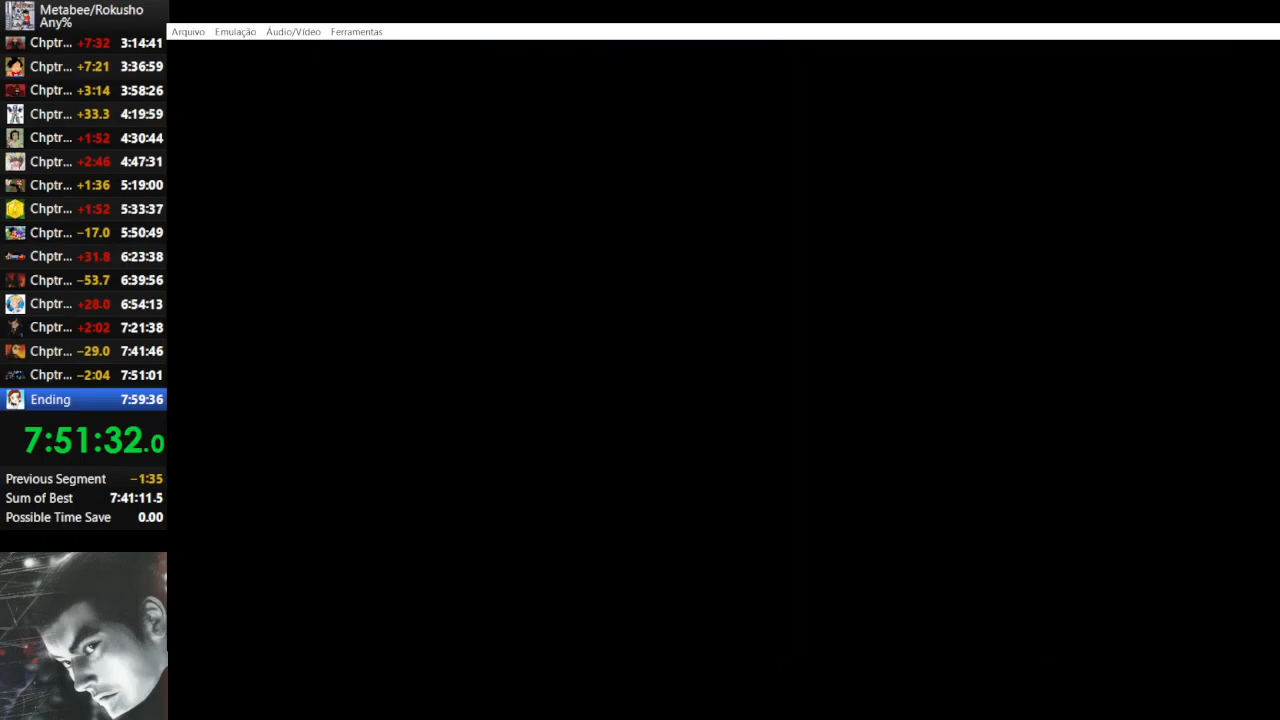 Metabee/Rokusho
Any%
Arquivo Emulação Áudio/Vídeo Ferramentas
Chptr... +7:32 3:14:41
Chptr... +7:21 3:36:59
Chptr... +3:14 3:58:26
Chptr... +33.3 4:19:59
Chptr... +1:52 4:30:44
Chptr... +2:46 4:47:31
Chptr... +1:36 5:19:00
Chptr... +1:52 5:33:37
Chptr... −17.0 5:50:49
Chptr... +31.8 6:23:38
Chptr... −53.7 6:39:56
Chptr... +28.0 6:54:13
Chptr... +2:02 7:21:38
Chptr... −29.0 7:41:46
Chptr... −2:04 7:51:01
Ending 7:59:36
7:51:32.0
Previous Segment −1:35
Sum of Best 7:41:11.5
Possible Time Save 0.00